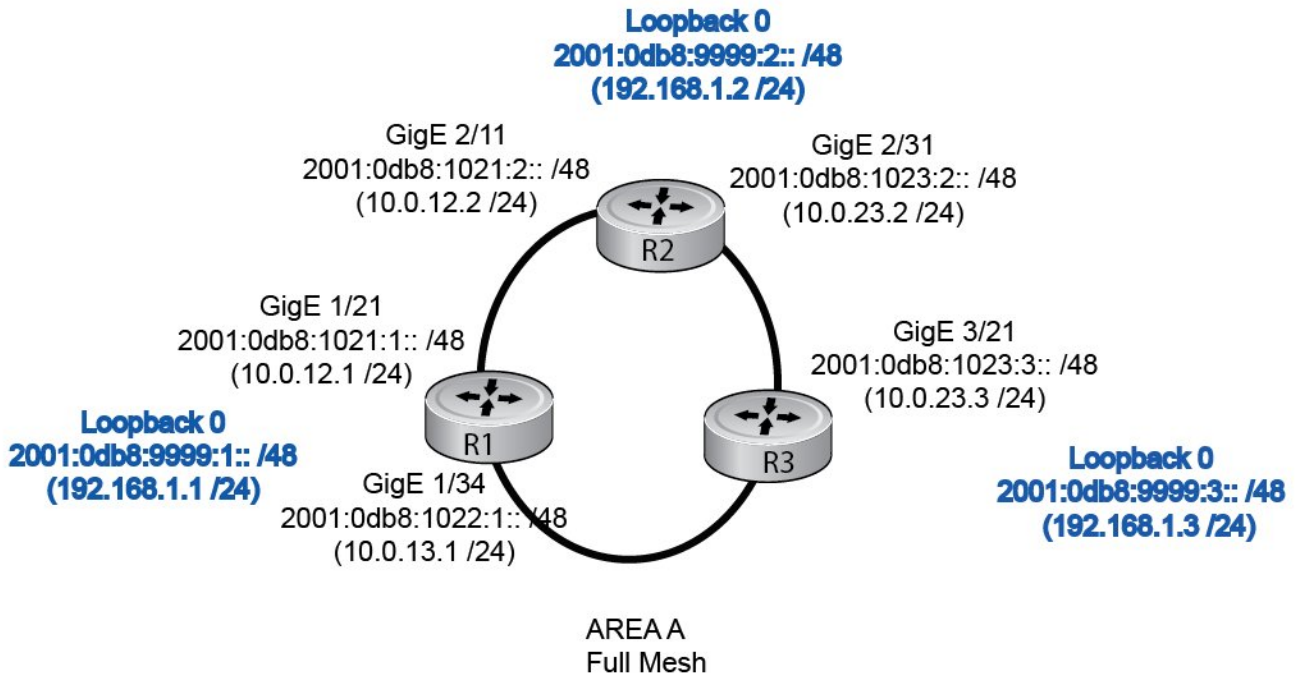 Loopback 0
2001:0db8:9999:2:: /48
(192.168.1.2 /24)
GigE 2/11
2001:0db8:1021:2:: /48
(10.0.12.2 /24)
GigE 2/31
2001:0db8:1023:2:: /48
(10.0.23.2 /24)
R2
GigE 1/21
2001:0db8:1021:1:: /48
(10.0.12.1 /24)
GigE 3/21
2001:0db8:1023:3:: /48
(10.0.23.3 /24)
Loopback 0
2001:0db8:9999:1:: /48
(192.168.1.1 /24)
R1
R3
GigE 1/34
2001:0db8:1022:1:: /48
(10.0.13.1 /24)
Loopback 0
2001:0db8:9999:3:: /48
(192.168.1.3 /24)
AREA A
Full Mesh